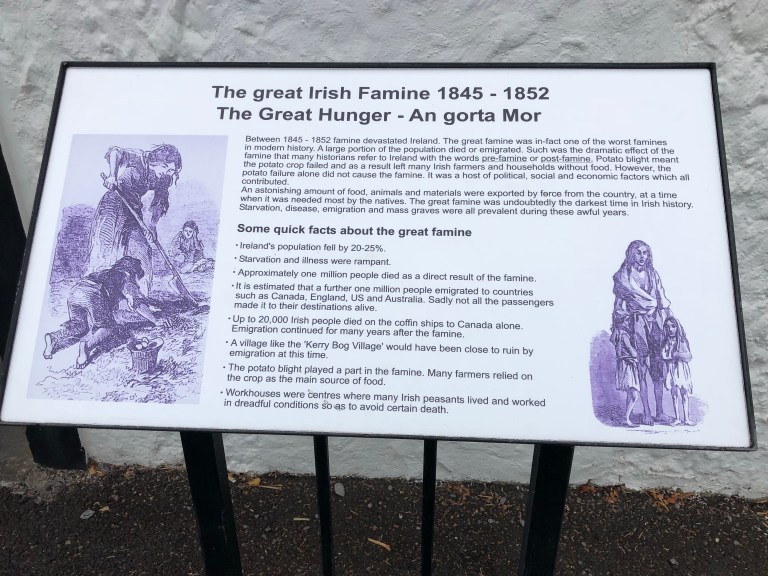 The great Irish Famine 1845 - 1852
The Great Hunger - An gorta Mor
Between 1845 - 1852 famine devastated Ireland. The great famine was in-fact one of the worst famines
in modern history. A large portion of the population died or emigrated. Such was the dramatic effect of the
famine that many historians refer to Ireland with the words pre-famine or post-famine. Potato blight meant
the potato crop failed and as a result left many Irish farmers and households without food. However, the
potato failure alone did not cause the famine. It was a host of political, social and economic factors which all
contributed.
An astonishing amount of food, animals and materials were exported by ferce from the country, at a time
when it was needed most by the natives. The great famine was undoubtedly the darkest time in Irish history.
Starvation, disease, emigration and mass graves were all prevalent during these awful years.
Some quick facts about the great famine
· Ireland's population fell by 20-25%.
· Starvation and illness were rampant.
· Approximately one million people died as a direct result of the famine.
· It is estimated that a further one million people emigrated to countries
such as Canada, England, US and Australia. Sadly not all the passengers
made it to their destinations alive.
· Up to 20,000 Irish people died on the coffin ships to Canada alone.
Emigration continued for many years after the famine.
· A village like the 'Kerry Bog Village' would have been close to ruin by
emigration at this time.
· The potato blight played a part in the famine. Many farmers relied on
the crop as the main source of food.
· Workhouses were centres where many Irish peasants lived and worked
in dreadful conditions so as to avoid certain death.